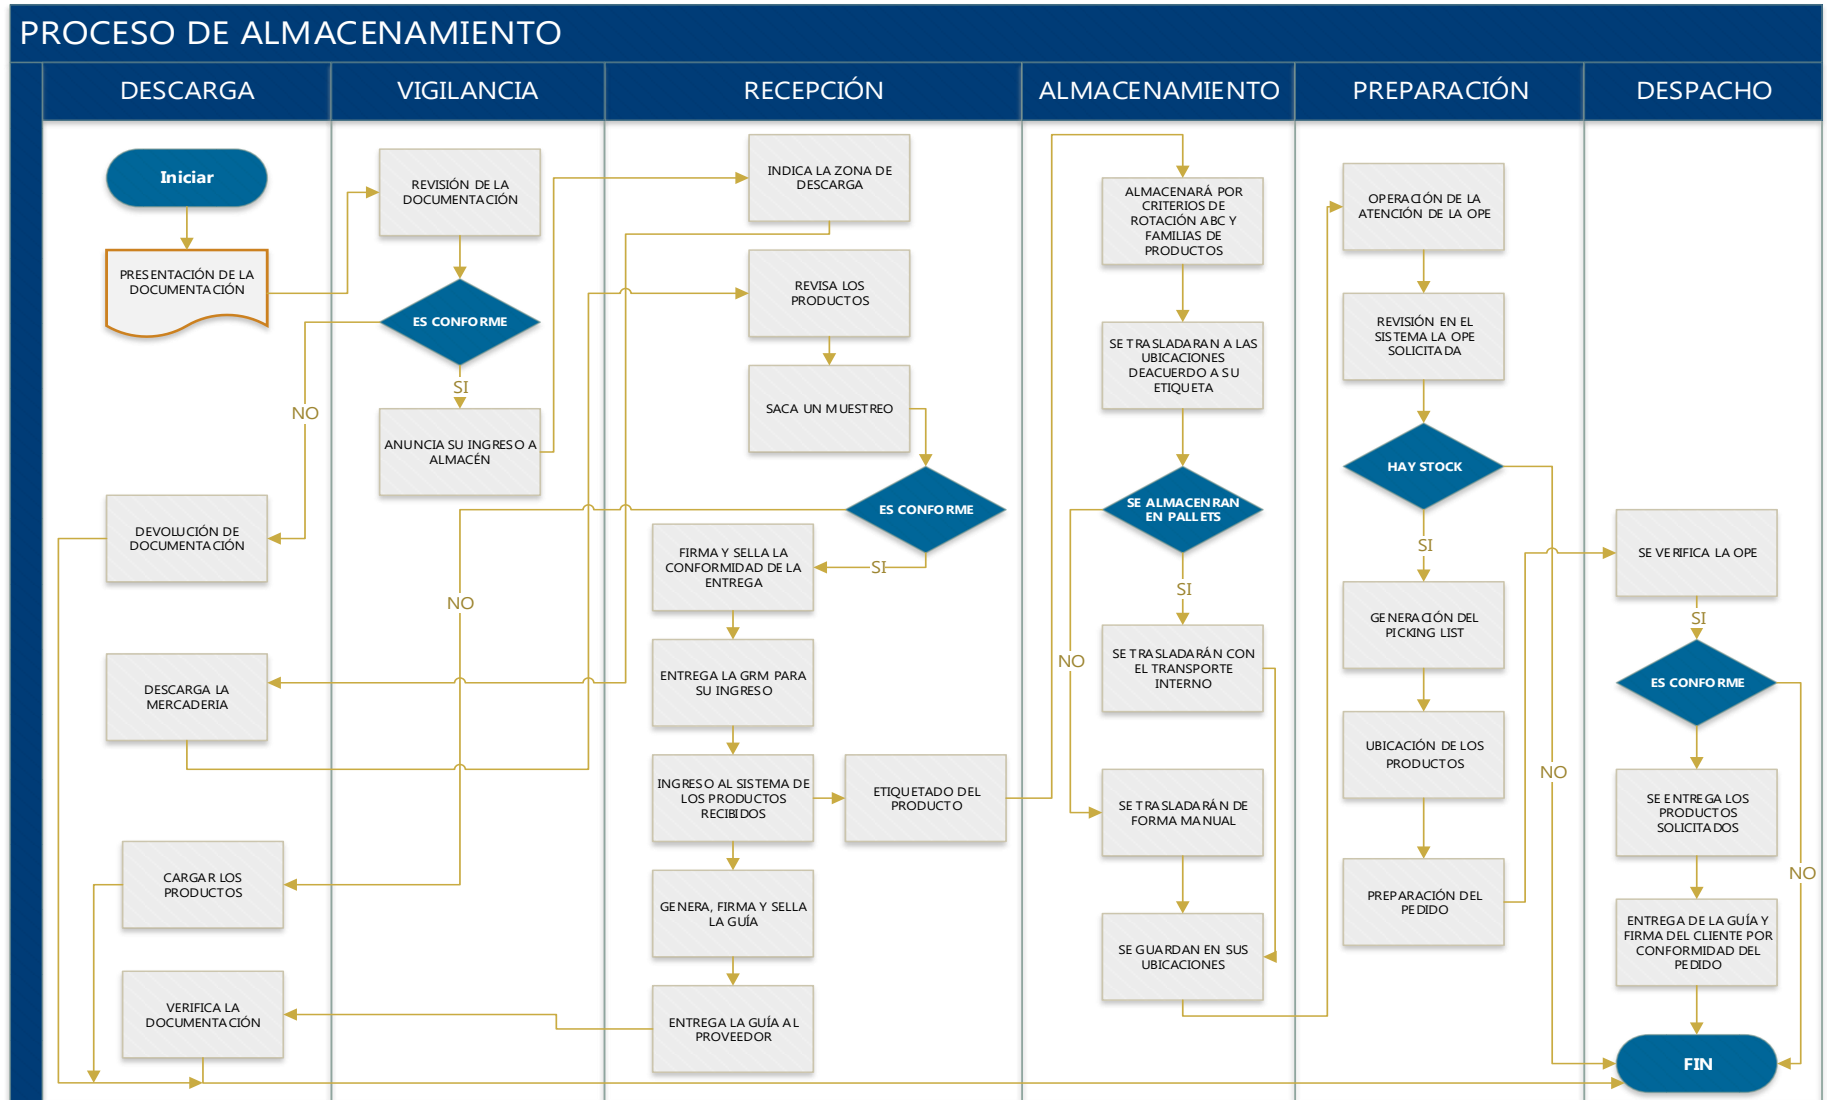 PROCESO DE ALMACENAMIENTO
DESCARGA
VIGILANCIA
RECEPCIÓN
ALMACENAMIENTO
PREPARACIÓN
DESPACHO
Iniciar
PRESENTACIÓN DE LA
DOCUMENTACIÓN
NO
DEVOLUCIÓN DE
DOCUMENTACIÓN
DESCARGA LA
MERCADERIA
CARGAR LOS
PRODUCTOS
VERIFICA LA
DOCUMENTACIÓN
REVISIÓN DE LA
DOCUMENTACIÓN
ES CONFORME
SI
ANUNCIA SU INGRESO A
ALMACÉN
NO
INDICA LA ZONA DE
DESCARGA
REVISA LOS
PRODUCTOS
SACA UN MUESTREO
ES CONFORME
SI
FIRMA Y SELLA LA
CONFORMIDAD DE LA
ENTREGA
ENTREGA LA GRM PARA
SU INGRESO
INGRESO AL SISTEMA DE
LOS PRODUCTOS
RECIBIDOS
ETIQUETADO DEL
PRODUCTO
GENERA, FIRMA Y SELLA
LA GUÍA
ENTREGA LA GUÍA AL
PROVEEDOR
ALMACENARÁ POR
CRITERIOS DE
ROTACIÓN ABC Y
FAMILIAS DE
PRODUCTOS
SE TRASLADARAN A LAS
UBICACIONES
DEACUERDO A SU
ETIQUETA
SE ALMACENRAN
EN PALLETS
SI
NO
SE TRASLADARÁN CON
EL TRANSPORTE
INTERNO
SE TRASLADARÁN DE
FORMA MANUAL
SE GUARDAN EN SUS
UBICACIONES
OPERACIÓN DE LA
ATENCIÓN DE LA OPE
REVISIÓN EN EL
SISTEMA LA OPE
SOLICITADA
HAY STOCK
SI
GENERACIÓN DEL
PICKING LIST
UBICACIÓN DE LOS
PRODUCTOS
NO
PREPARACIÓN DEL
PEDIDO
SE VERIFICA LA OPE
SI
ES CONFORME
SE ENTREGA LOS
PRODUCTOS
SOLICITADOS
NO
ENTREGA DE LA GUÍA Y
FIRMA DEL CLIENTE POR
CONFORMIDAD DEL
PEDIDO
FIN